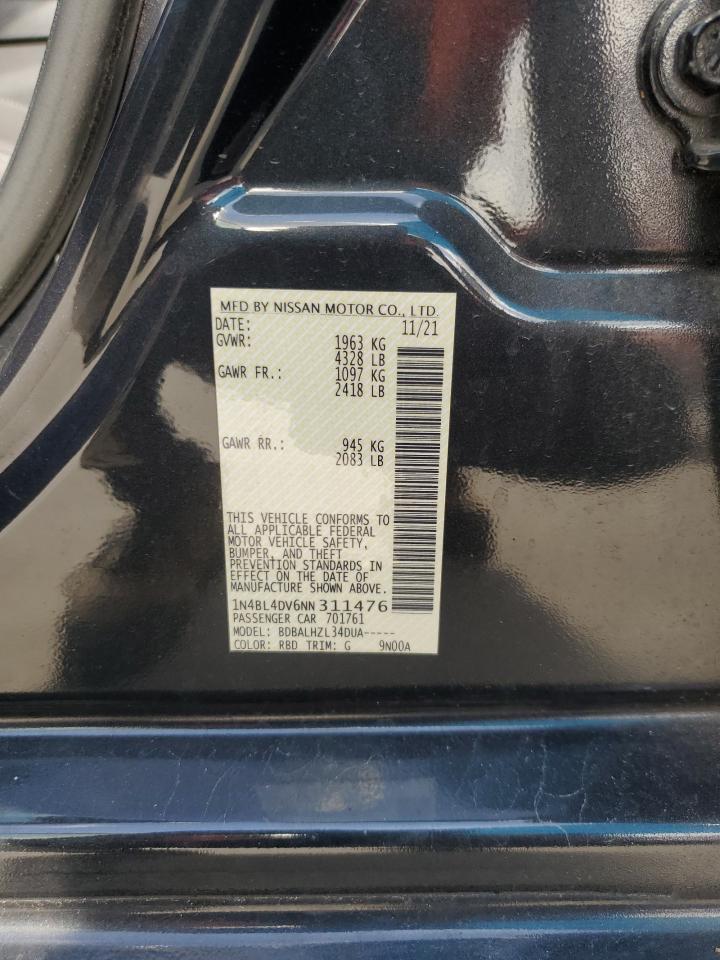 MFD BY NISSAN MOTOR CO., LTD.
DATE: 11/21
GVWR: 1963 KG
4328 LB
GAWR FR.: 1097 KG
2418 LB
GAWR RR.: 945 KG
2083 LB
THIS VEHICLE CONFORMS TO
ALL APPLICABLE FEDERAL
MOTOR VEHICLE SAFETY,
BUMPER, AND THEFT
PREVENTION STANDARDS IN
EFFECT ON THE DATE OF
MANUFACTURE SHOWN ABOVE.
1N4BL4DV6NN311476
PASSENGER CAR 701761
MODEL: BDBALHZL34DUA-----
COLOR: RBD TRIM: G 9N00A